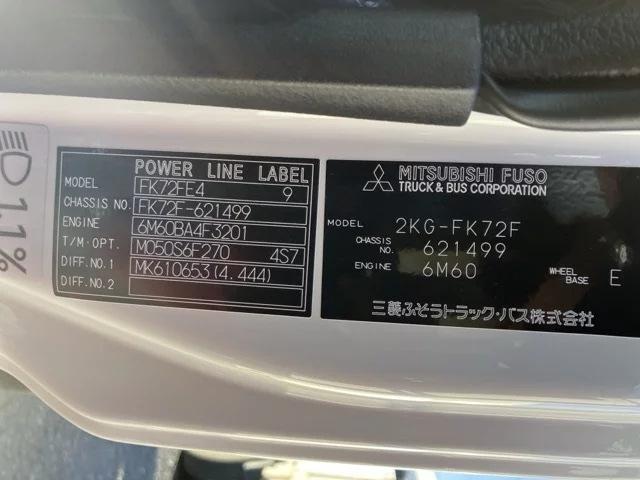 1.1%
POWER LINE LABEL
MODEL FK72FE4 9
CHASSIS NO. FK72F-621499
ENGINE 6M60BA4F3201
T/M·OPT. M050S6F270 4S7
DIFF.NO.1 MK610653(4.444)
DIFF.NO.2
MITSUBISHI FUSO
TRUCK & BUS CORPORATION
MODEL 2KG-FK72F
CHASSIS NO. 621499
ENGINE 6M60 WHEEL BASE E
三菱ふそうトラック・バス株式会社